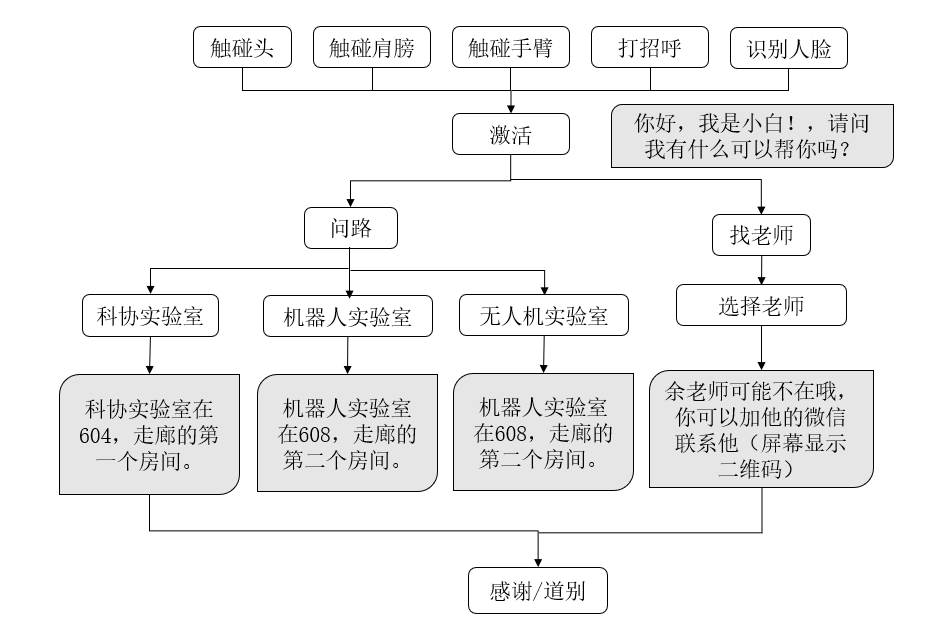 触碰头
触碰肩膀
触碰手臂
打招呼
识别人脸
激活
你好，我是小白！，请问
我有什么可以帮你吗？
问路
找老师
科协实验室
机器人实验室
无人机实验室
选择老师
科协实验室在
604，走廊的第
一个房间。
机器人实验室
在608，走廊的
第二个房间。
机器人实验室
在608，走廊的
第二个房间。
余老师可能不在哦，
你可以加他的微信
联系他（屏幕显示
二维码）
感谢/道别